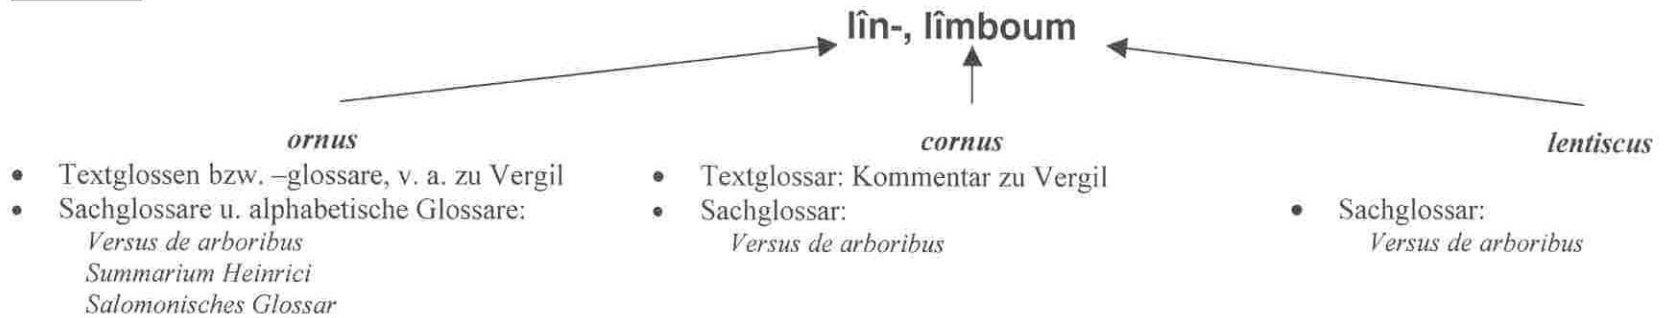 lîn-, lîmboum
ornus
• Textglossen bzw. –glossare, v. a. zu Vergil
• Sachglossare u. alphabetische Glossare:
Versus de arboribus
Summarium Heinrici
Salomonisches Glossar
cornus
• Textglossar: Kommentar zu Vergil
• Sachglossar:
Versus de arboribus
lentiscus
• Sachglossar:
Versus de arboribus